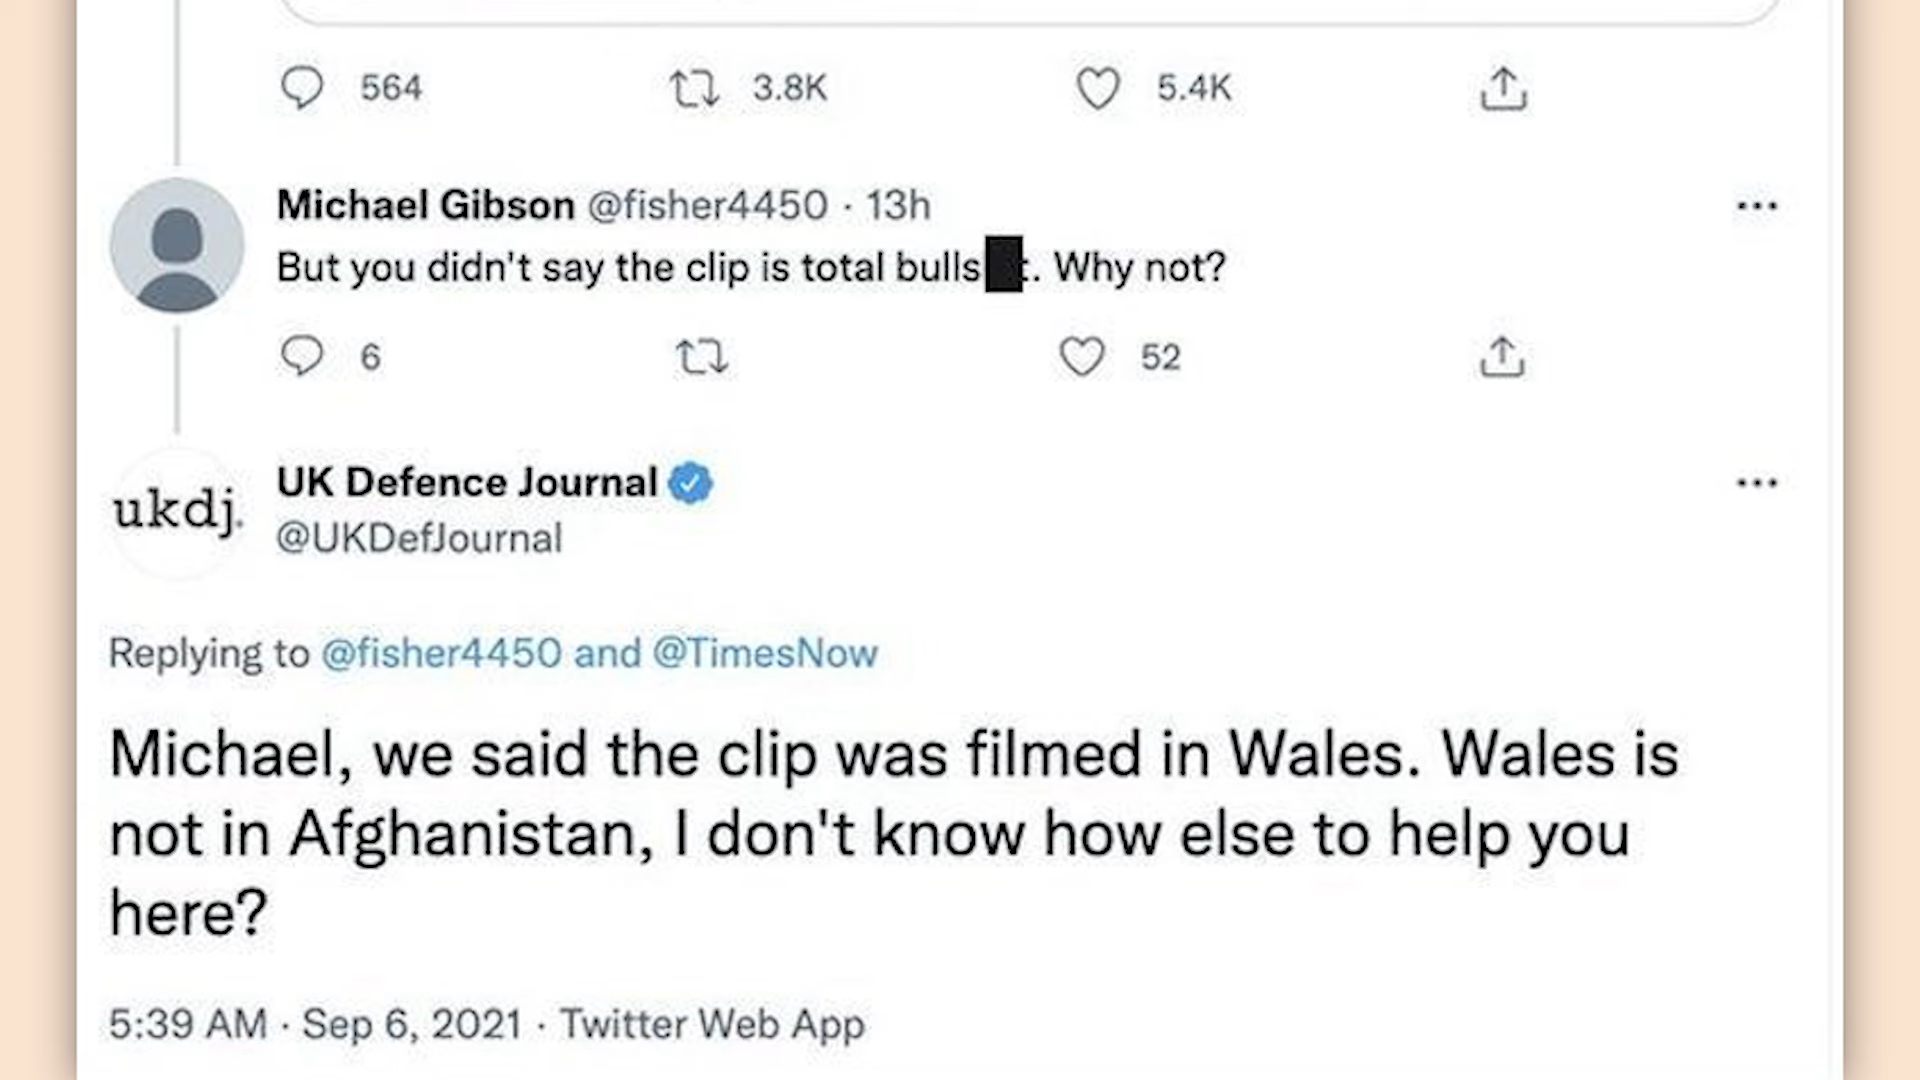 564 3.8K 5.4K
Michael Gibson @fisher4450 · 13h
But you didn't say the clip is total bulls t. Why not?
6 52
ukdj.
UK Defence Journal
@UKDefJournal
Replying to @fisher4450 and @TimesNow
Michael, we said the clip was filmed in Wales. Wales is
not in Afghanistan, I don't know how else to help you
here?
5:39 AM · Sep 6, 2021 · Twitter Web App